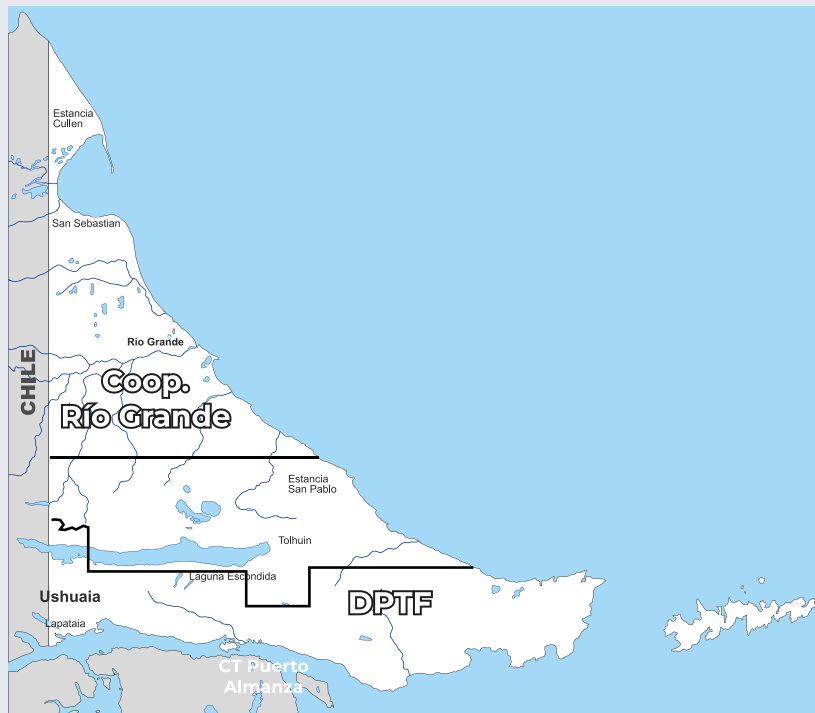 Estancia
Cullen
San Sebastian
Río Grande
CHILE
Coop.
Río Grande
Estancia
San Pablo
Tolhuin
Laguna Escondida
Ushuaia
DPTF
Lapataia
CT Puerto
Almanza